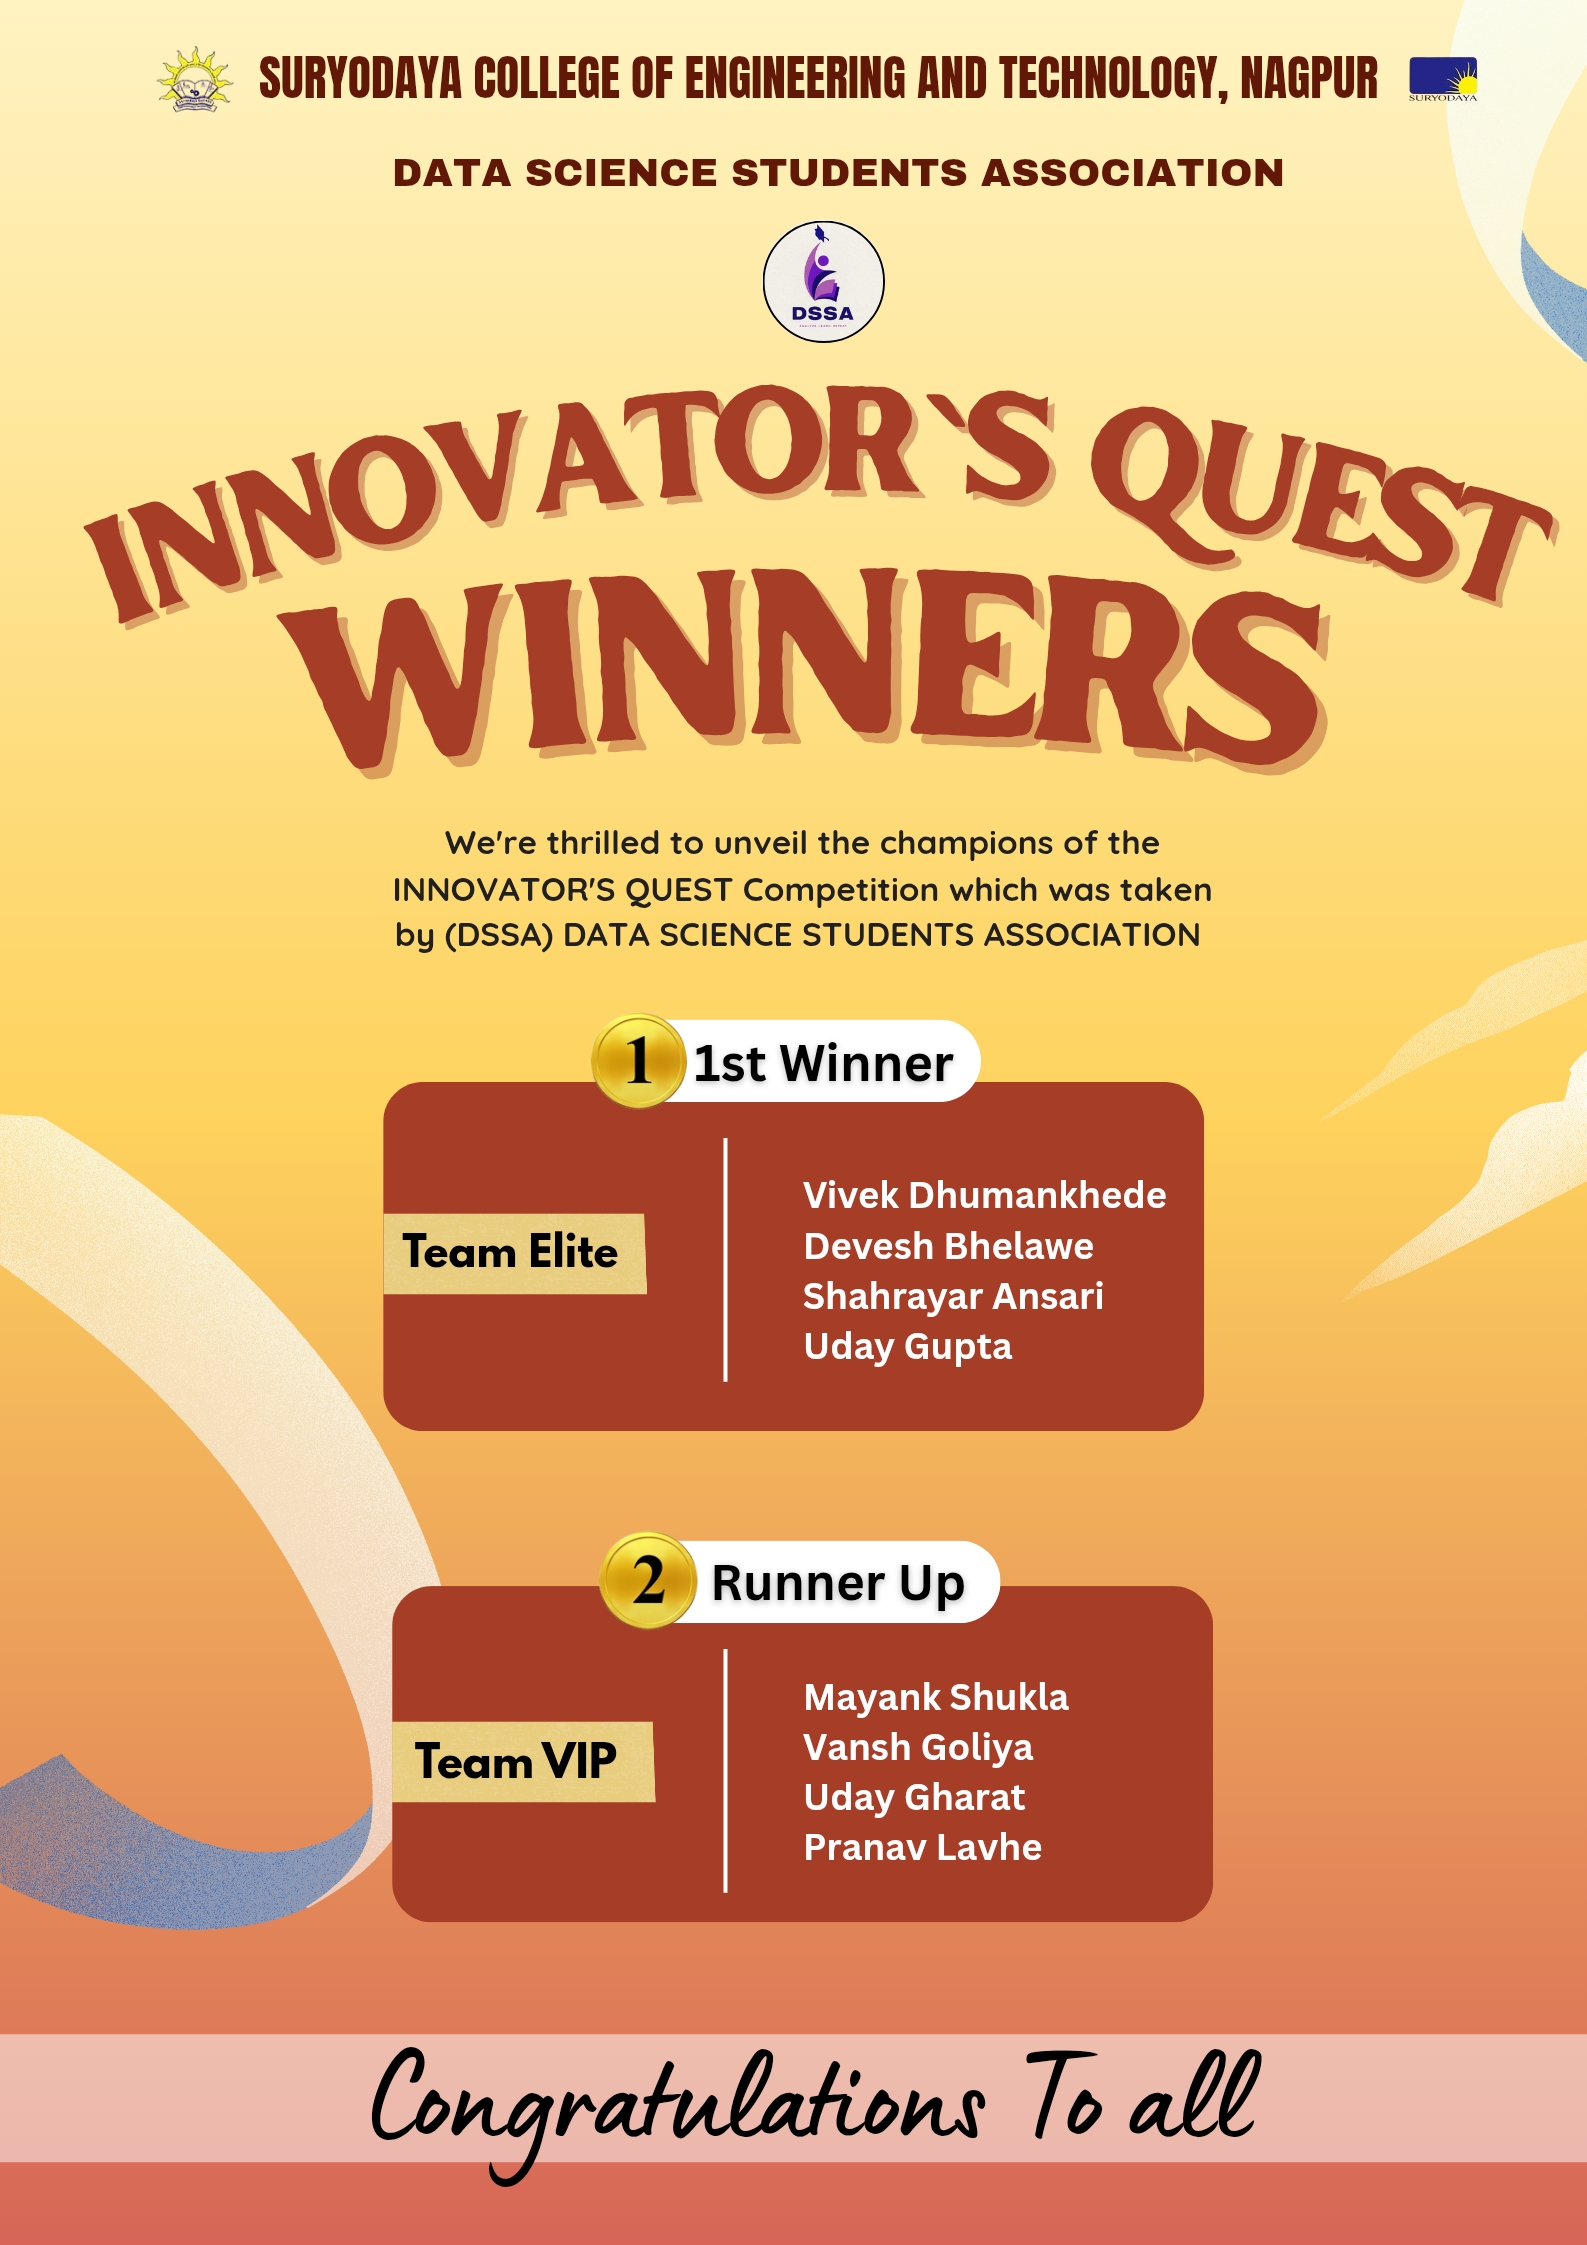 SURYODAYA COLLEGE OF ENGINEERING AND TECHNOLOGY, NAGPUR
SURYODAYA
DATA SCIENCE STUDENTS ASSOCIATION
DSSA
INNOVATOR`S QUEST
WINNERS
We're thrilled to unveil the champions of the
INNOVATOR'S QUEST Competition which was taken
by (DSSA) DATA SCIENCE STUDENTS ASSOCIATION
1 1st Winner
Team Elite
Vivek Dhumankhede
Devesh Bhelawe
Shahrayar Ansari
Uday Gupta
2 Runner Up
Team VIP
Mayank Shukla
Vansh Goliya
Uday Gharat
Pranav Lavhe
Congratulations To all